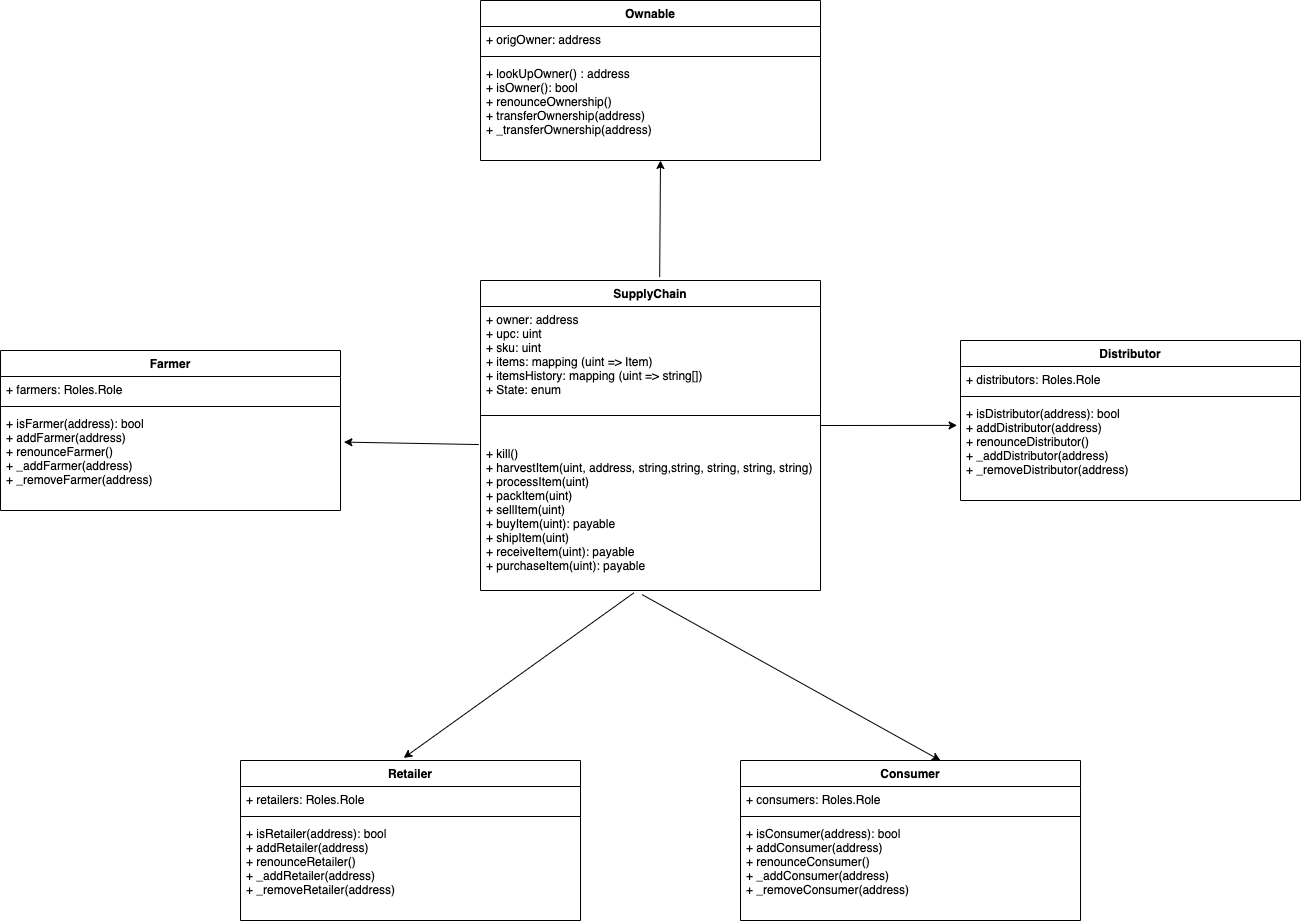 Ownable
+ origOwner: address
+ lookUpOwner() : address
+ isOwner(): bool
+ renounceOwnership()
+ transferOwnership(address)
+ _transferOwnership(address)
SupplyChain
+ owner: address
+ upc: uint
+ sku: uint
+ items: mapping (uint => Item)
+ itemsHistory: mapping (uint => string[])
+ State: enum
+ kill()
+ harvestItem(uint, address, string,string, string, string, string)
+ processItem(uint)
+ packItem(uint)
+ sellItem(uint)
+ buyItem(uint): payable
+ shipItem(uint)
+ receiveItem(uint): payable
+ purchaseItem(uint): payable
Farmer
+ farmers: Roles.Role
+ isFarmer(address): bool
+ addFarmer(address)
+ renounceFarmer()
+ _addFarmer(address)
+ _removeFarmer(address)
Distributor
+ distributors: Roles.Role
+ isDistributor(address): bool
+ addDistributor(address)
+ renounceDistributor()
+ _addDistributor(address)
+ _removeDistributor(address)
Retailer
+ retailers: Roles.Role
+ isRetailer(address): bool
+ addRetailer(address)
+ renounceRetailer()
+ _addRetailer(address)
+ _removeRetailer(address)
Consumer
+ consumers: Roles.Role
+ isConsumer(address): bool
+ addConsumer(address)
+ renounceConsumer()
+ _addConsumer(address)
+ _removeConsumer(address)